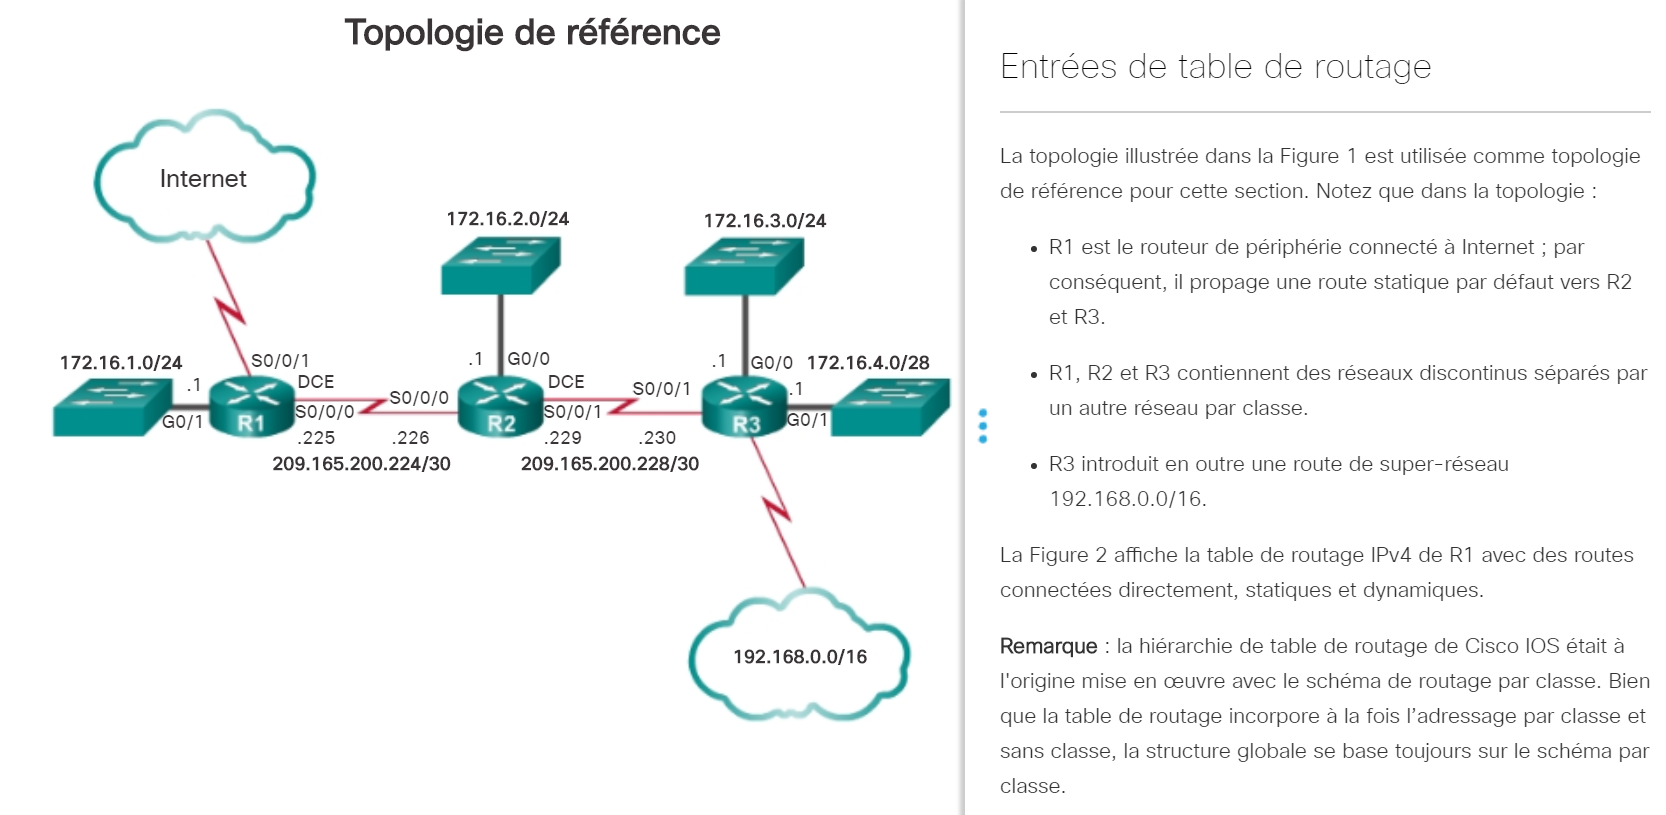 Topologie de référence
Internet
172.16.2.0/24
172.16.3.0/24
172.16.1.0/24
S0/0/1
.1
G0/0
.1
G0/0
172.16.4.0/28
.1
DCE
S0/0/0
DCE
S0/0/1
.1
G0/1
R1
S0/0/0
R2
S0/0/1
R3
G0/1
.225
.226
.229
.230
209.165.200.224/30
209.165.200.228/30
192.168.0.0/16
Entrées de table de routage
La topologie illustrée dans la Figure 1 est utilisée comme topologie
de référence pour cette section. Notez que dans la topologie :
• R1 est le routeur de périphérie connecté à Internet ; par
conséquent, il propage une route statique par défaut vers R2
et R3.
• R1, R2 et R3 contiennent des réseaux discontinus séparés par
un autre réseau par classe.
• R3 introduit en outre une route de super-réseau
192.168.0.0/16.
La Figure 2 affiche la table de routage IPv4 de R1 avec des routes
connectées directement, statiques et dynamiques.
Remarque : la hiérarchie de table de routage de Cisco IOS était à
l'origine mise en œuvre avec le schéma de routage par classe. Bien
que la table de routage incorpore à la fois l’adressage par classe et
sans classe, la structure globale se base toujours sur le schéma par
classe.